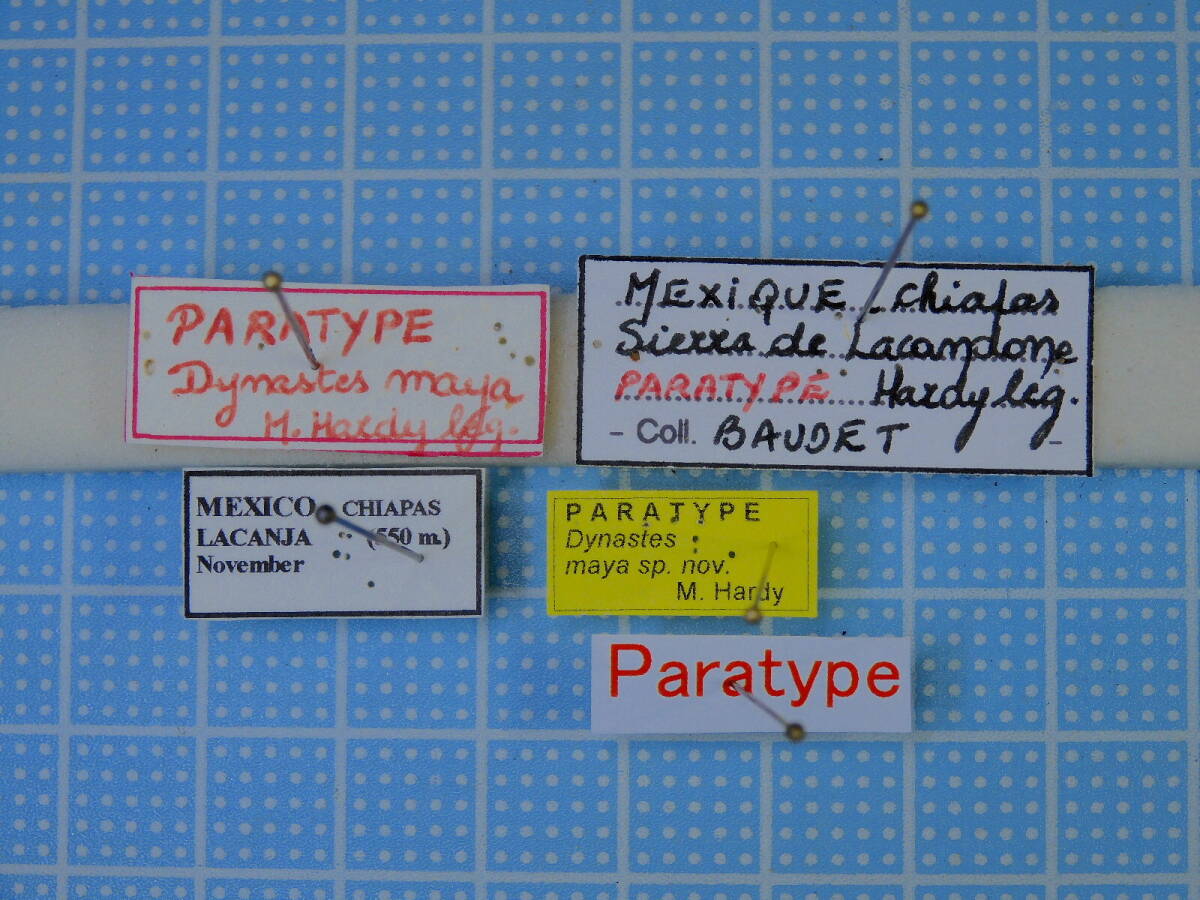 PARATYPE
Dynastes maya
M. Hardy leg.
MEXiQUE chiapas
Sierra de Lacandone
PARATYPE Hardy leg.
- Coll. BAUDET -
MEXICO CHIAPAS
LACANJA (550 m.)
November
PARATYPE
Dynastes
maya sp. nov.
M. Hardy
Paratype